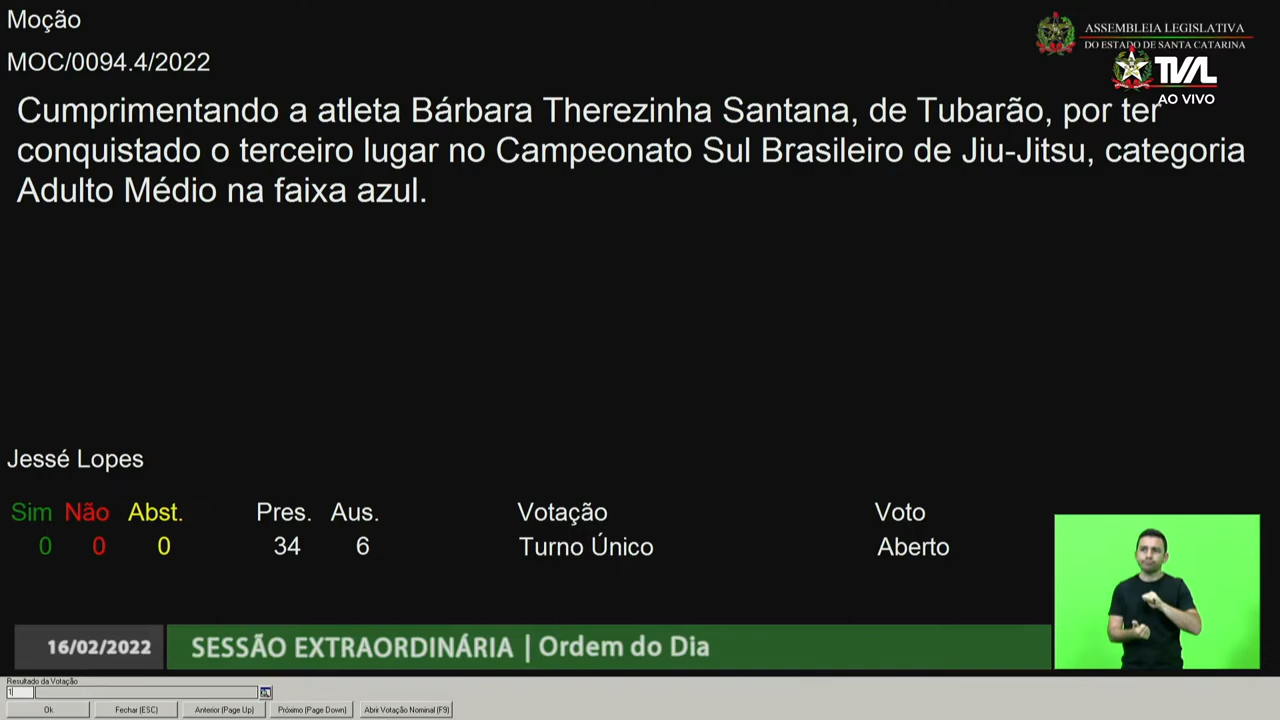 Moção
ASSEMBLEIA LEGISLATIVA
DO ESTADO DE SANTA CATARINA
MOC/0094.4/2022
TVAL
AO VIVO
Cumprimentando a atleta Bárbara Therezinha Santana, de Tubarão, por ter
conquistado o terceiro lugar no Campeonato Sul Brasileiro de Jiu-Jitsu, categoria
Adulto Médio na faixa azul.
Jessé Lopes
Sim Não Abst. Pres. Aus. Votação Voto
0 0 0 34 6 Turno Único Aberto
16/02/2022 SESSÃO EXTRAORDINÁRIA | Ordem do Dia
Resultado da Votação
1
Ok Fechar (ESC) Anterior (Page Up) Próximo (Page Down) Abrir Votação Nominal (F9)